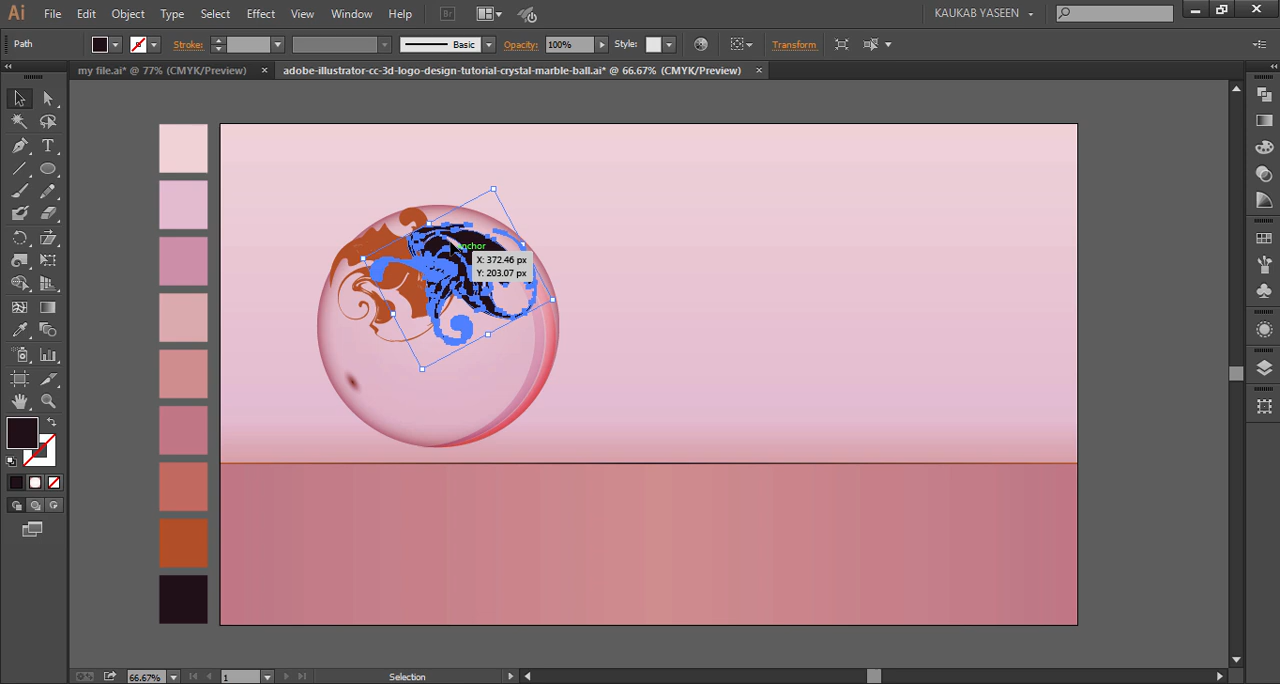 Ai File Edit Object Type Select Effect View Window Help Br KAUKAB YASEEN
Path Stroke: Basic Opacity: 100% Style: Transform
my file.ai* @ 77% (CMYK/Preview) × adobe-illustrator-cc-3d-logo-design-tutorial-crystal-marble-ball.ai* @ 66.67% (CMYK/Preview) ×
T
anchor
X: 372.46 px
Y: 203.07 px
66.67% 1 Selection